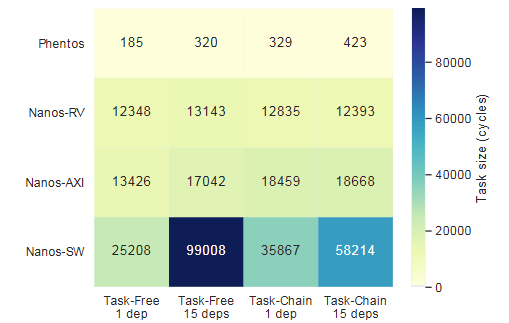 Phentos 185 320 329 423
Nanos-RV 12348 13143 12835 12393
Nanos-AXI 13426 17042 18459 18668
Nanos-SW 25208 99008 35867 58214
Task-Free Task-Free Task-Chain Task-Chain
1 dep 15 deps 1 dep 15 deps
80000
60000
40000
20000
0
Task size (cycles)